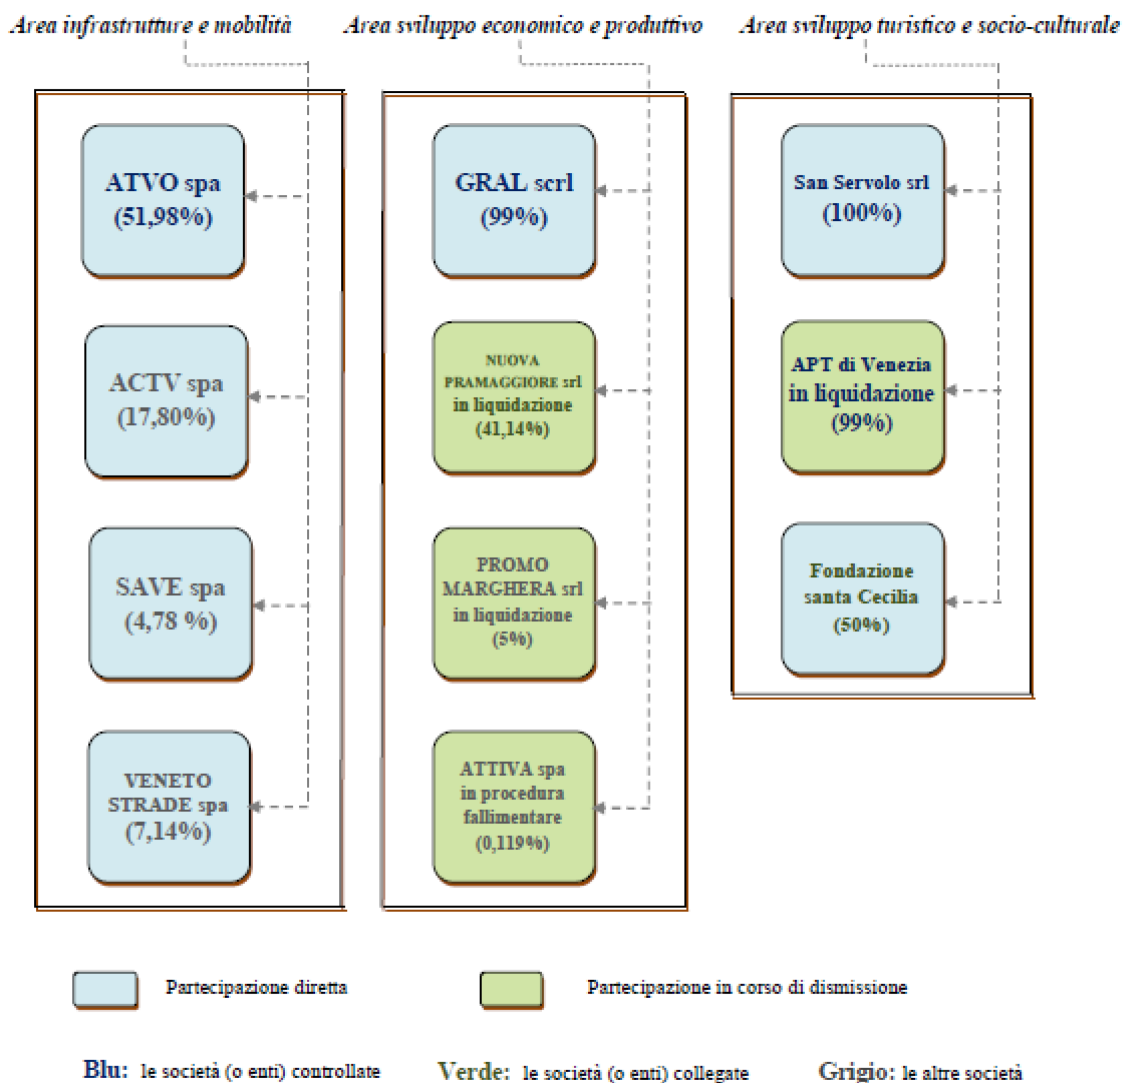 Area infrastrutture e mobilità
ATVO spa
(51,98%)
ACTV spa
(17,80%)
SAVE spa
(4,78 %)
VENETO
STRADE spa
(7,14%)
Area sviluppo economico e produttivo
GRAL scrl
(99%)
NUOVA
PRAMAGGIORE srl
in liquidazione
(41,14%)
PROMO
MARGHERA srl
in liquidazione
(5%)
ATTIVA spa
in procedura
fallimentare
(0,119%)
Area sviluppo turistico e socio-culturale
San Servolo srl
(100%)
APT di Venezia
in liquidazione
(99%)
Fondazione
santa Cecilia
(50%)
Partecipazione diretta
Partecipazione in corso di dismissione
Blu: le società (o enti) controllate
Verde: le società (o enti) collegate
Grigio: le altre società